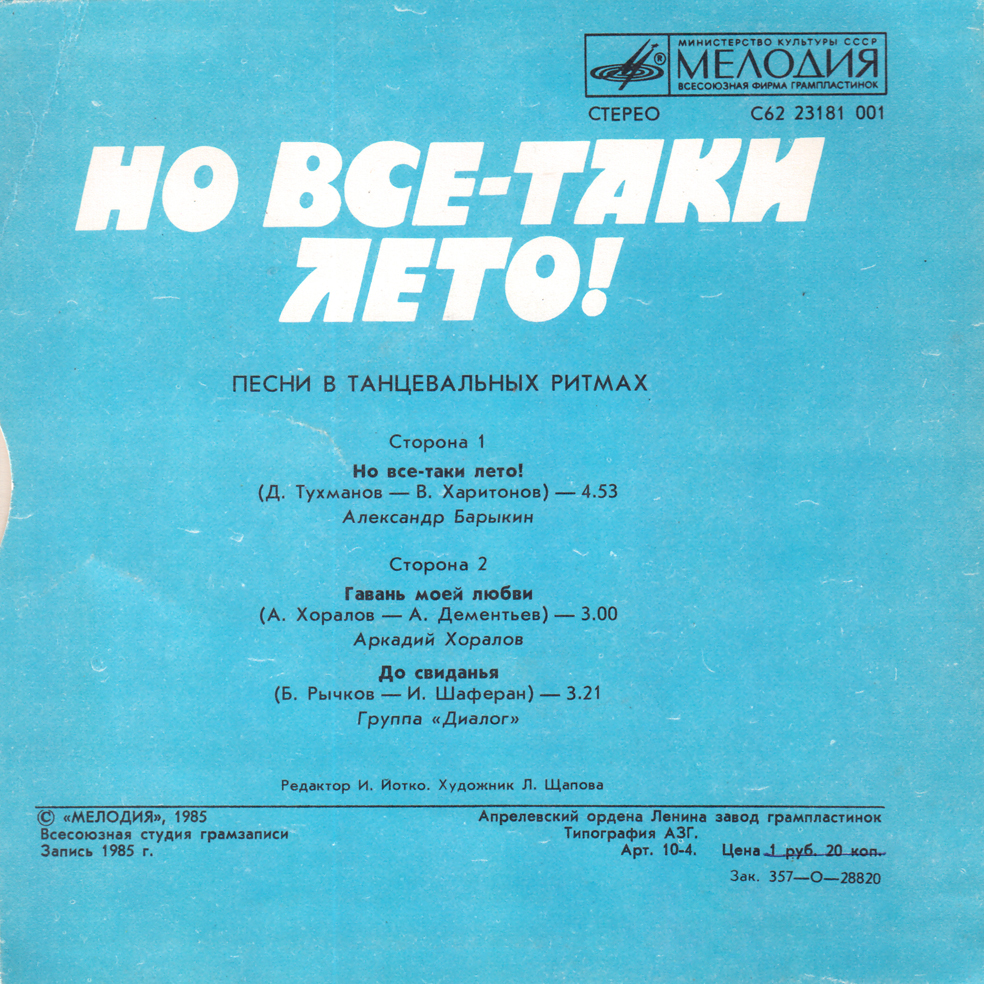 МИНИСТЕРСТВО КУЛЬТУРЫ СССР
® МЕЛОДИЯ
ВСЕСОЮЗНАЯ ФИРМА ГРАМПЛАСТИНОК
СТЕРЕО С62 23181 001
НО ВСЕ-ТАКИ
ЛЕТО!
ПЕСНИ В ТАНЦЕВАЛЬНЫХ РИТМАХ
Сторона 1
Но все-таки лето!
(Д. Тухманов — В. Харитонов) — 4.53
Александр Барыкин
Сторона 2
Гавань моей любви
(А. Хоралов — А. Дементьев) — 3.00
Аркадий Хоралов
До свиданья
(Б. Рычков — И. Шаферан) — 3.21
Группа «Диалог»
Редактор И. Йотко. Художник Л. Щапова
© «МЕЛОДИЯ», 1985
Всесоюзная студия грамзаписи
Запись 1985 г.
Апрелевский ордена Ленина завод грампластинок
Типография АЗГ.
Арт. 10-4. Цена 1 руб. 20 коп.
Зак. 357—О—28820